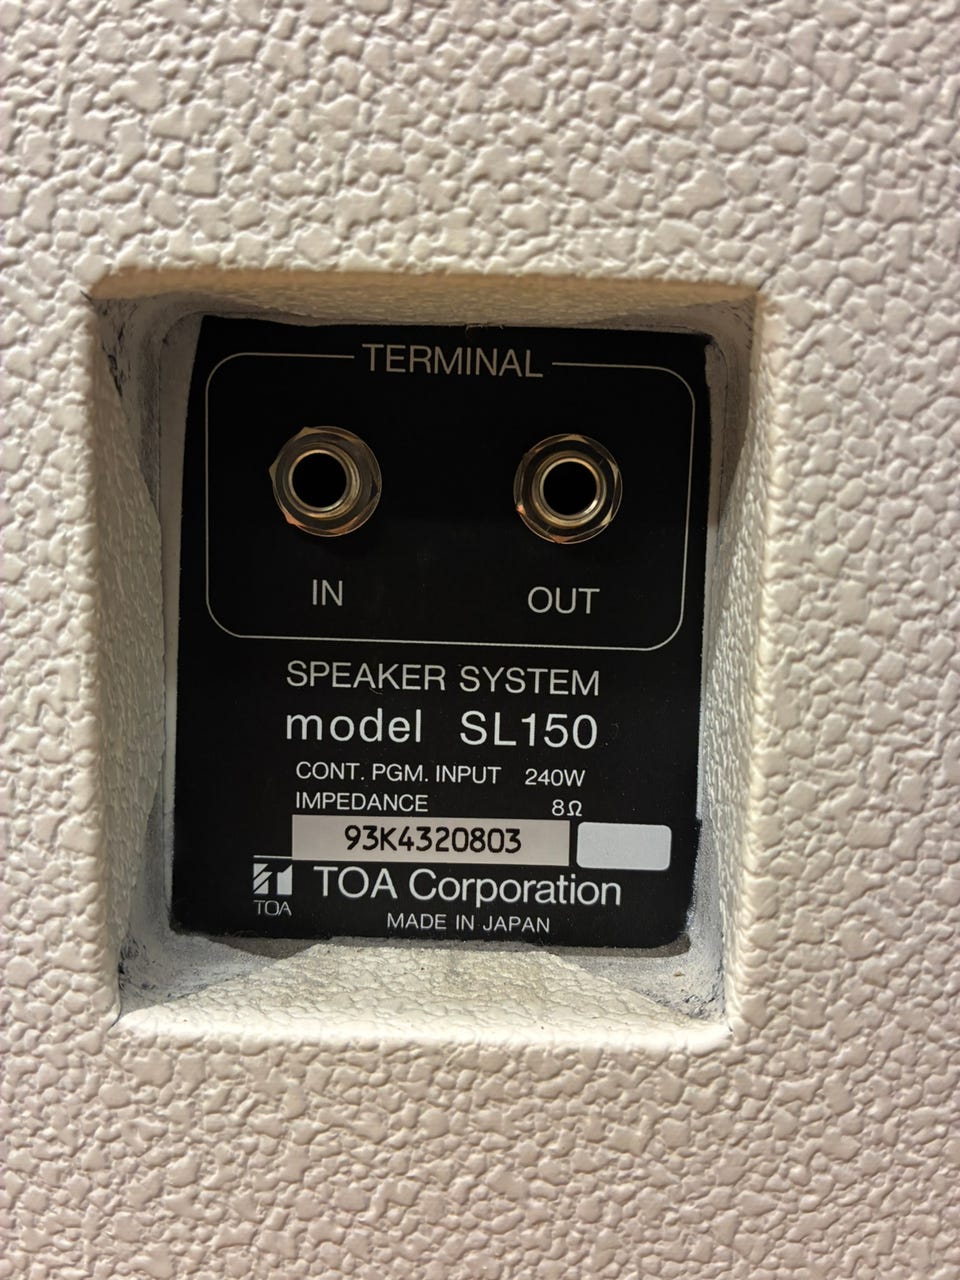 TERMINAL
IN OUT
SPEAKER SYSTEM
model SL150
CONT. PGM. INPUT 240W
IMPEDANCE 8Ω
93K4320803
TOA TOA Corporation
MADE IN JAPAN